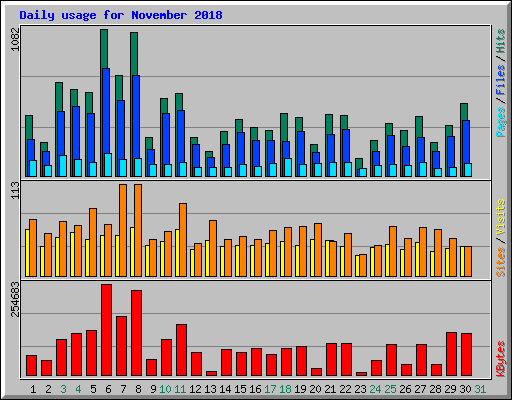 Daily usage for November 2018
1082
Pages/Files/Hits
113
Sites/Visits
254683
KBytes
1 2 3 4 5 6 7 8 9 10 11 12 13 14 15 16 17 18 19 20 21 22 23 24 25 26 27 28 29 30 31